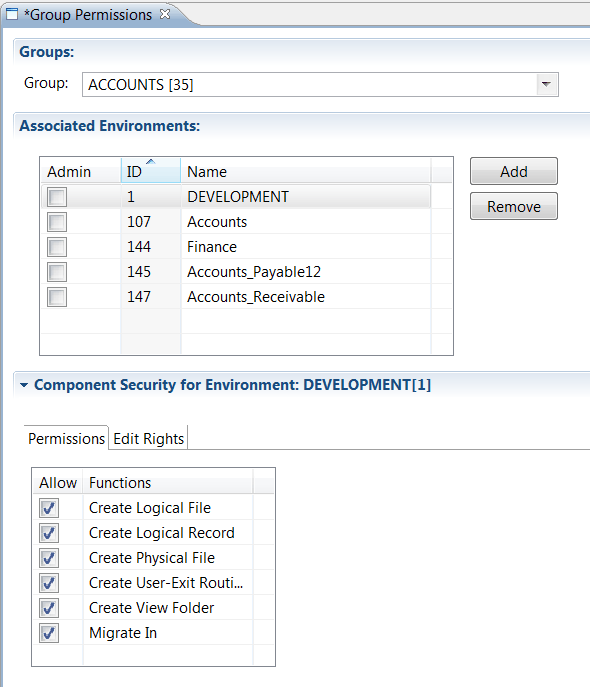 *Group Permissions
Groups:
Group: ACCOUNTS [35]
Associated Environments:
Admin ID Name
1 DEVELOPMENT
107 Accounts
144 Finance
145 Accounts_Payable12
147 Accounts_Receivable
Add
Remove
Component Security for Environment: DEVELOPMENT[1]
Permissions Edit Rights
Allow Functions
Create Logical File
Create Logical Record
Create Physical File
Create User-Exit Routi...
Create View Folder
Migrate In